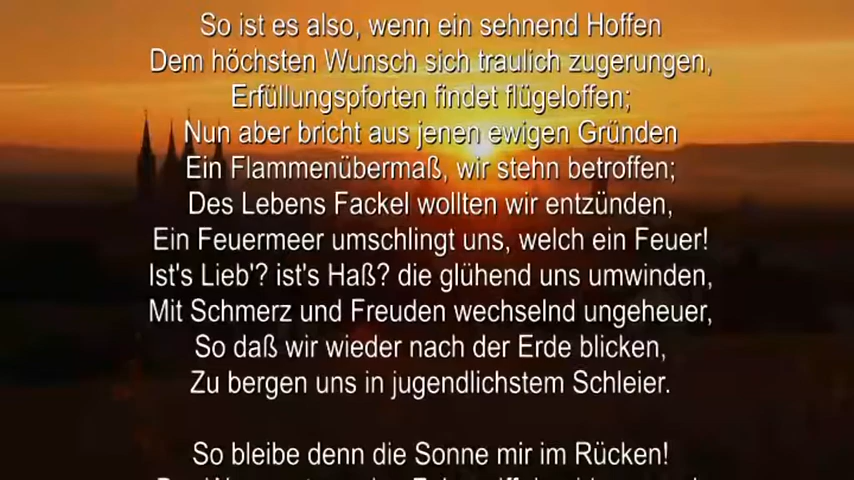 So ist es also, wenn ein sehnend Hoffen
Dem höchsten Wunsch sich traulich zugerungen,
Erfüllungspforten findet flügeloffen;
Nun aber bricht aus jenen ewigen Gründen
Ein Flammenübermaß, wir stehn betroffen;
Des Lebens Fackel wollten wir entzünden,
Ein Feuermeer umschlingt uns, welch ein Feuer!
Ist's Lieb'? ist's Haß? die glühend uns umwinden,
Mit Schmerz und Freuden wechselnd ungeheuer,
So daß wir wieder nach der Erde blicken,
Zu bergen uns in jugendlichstem Schleier.
So bleibe denn die Sonne mir im Rücken!